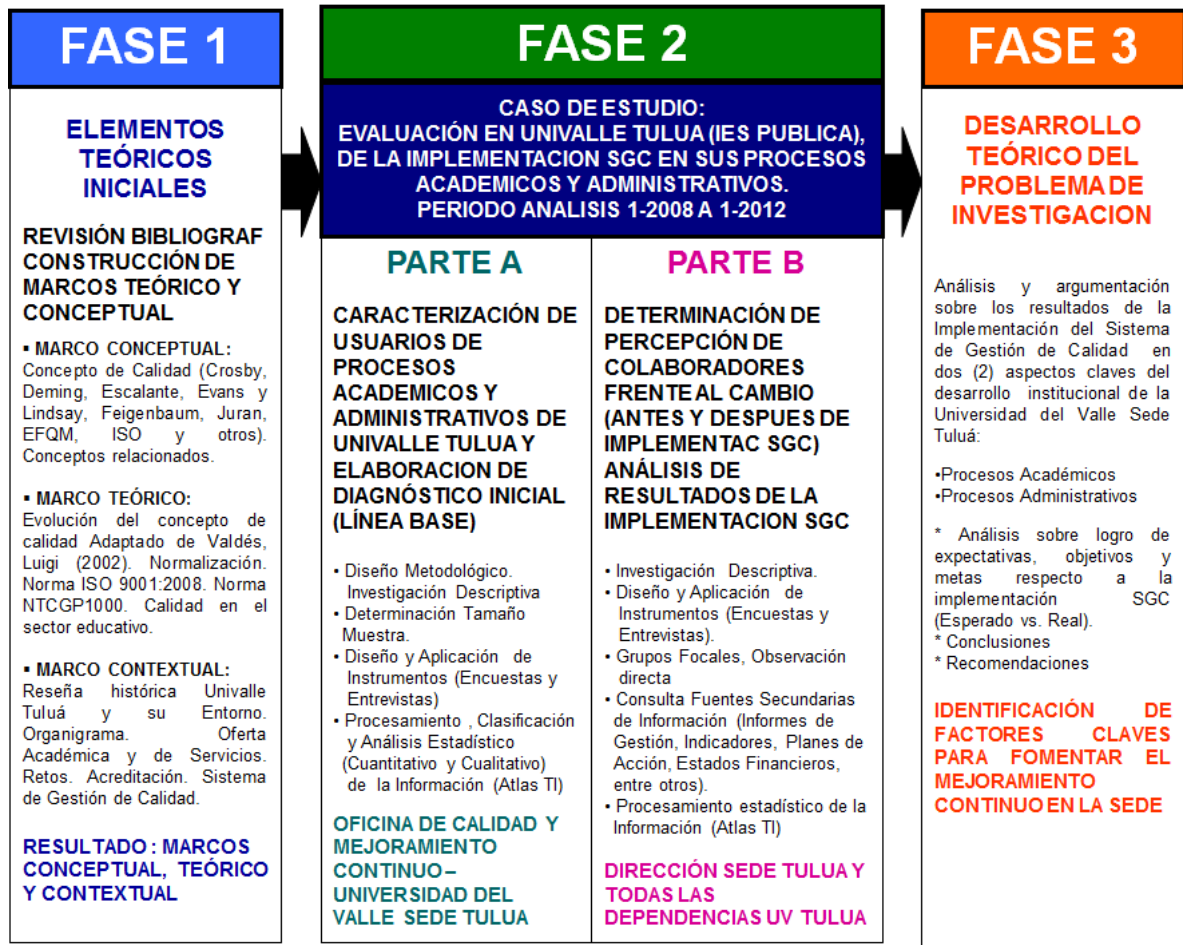 FASE 1
ELEMENTOS
TEÓRICOS
INICIALES
REVISIÓN BIBLIOGRAF
CONSTRUCCIÓN DE
MARCOS TEÓRICO Y
CONCEPTUAL
▪ MARCO CONCEPTUAL:
Concepto de Calidad (Crosby,
Deming, Escalante, Evans y
Lindsay, Feigenbaum, Juran,
EFQM, ISO y otros).
Conceptos relacionados.
▪ MARCO TEÓRICO:
Evolución del concepto de
calidad Adaptado de Valdés,
Luigi (2002). Normalización.
Norma ISO 9001:2008. Norma
NTCGP1000. Calidad en el
sector educativo.
▪ MARCO CONTEXTUAL:
Reseña histórica Univalle
Tuluá y su Entorno.
Organigrama. Oferta
Académica y de Servicios.
Retos. Acreditación. Sistema
de Gestión de Calidad.
RESULTADO : MARCOS
CONCEPTUAL, TEÓRICO
Y CONTEXTUAL
FASE 2
CASO DE ESTUDIO:
EVALUACIÓN EN UNIVALLE TULUA (IES PUBLICA),
DE LA IMPLEMENTACION SGC EN SUS PROCESOS
ACADEMICOS Y ADMINISTRATIVOS.
PERIODO ANALISIS 1-2008 A 1-2012
PARTE A
CARACTERIZACIÓN DE
USUARIOS DE
PROCESOS
ACADEMICOS Y
ADMINISTRATIVOS DE
UNIVALLE TULUA Y
ELABORACION DE
DIAGNÓSTICO INICIAL
(LÍNEA BASE)
• Diseño Metodológico.
Investigación Descriptiva
• Determinación Tamaño
Muestra.
• Diseño y Aplicación de
Instrumentos (Encuestas y
Entrevistas)
• Procesamiento , Clasificación
y Análisis Estadístico
(Cuantitativo y Cualitativo)
de la Información (Atlas TI)
OFICINA DE CALIDAD Y
MEJORAMIENTO
CONTINUO –
UNIVERSIDAD DEL
VALLE SEDE TULUA
PARTE B
DETERMINACIÓN DE
PERCEPCIÓN DE
COLABORADORES
FRENTE AL CAMBIO
(ANTES Y DESPUES DE
IMPLEMENTAC SGC)
ANÁLISIS DE
RESULTADOS DE LA
IMPLEMENTACION SGC
• Investigación Descriptiva.
• Diseño y Aplicación de
Instrumentos (Encuestas y
Entrevistas).
• Grupos Focales, Observación
directa
• Consulta Fuentes Secundarias
de Información (Informes de
Gestión, Indicadores, Planes de
Acción, Estados Financieros,
entre otros).
• Procesamiento estadístico de la
Información (Atlas TI)
DIRECCIÓN SEDE TULUA Y
TODAS LAS
DEPENDENCIAS UV TULUA
FASE 3
DESARROLLO
TEÓRICO DEL
PROBLEMA DE
INVESTIGACION
Análisis y argumentación
sobre los resultados de la
Implementación del Sistema
de Gestión de Calidad en
dos (2) aspectos claves del
desarrollo institucional de la
Universidad del Valle Sede
Tuluá:
•Procesos Académicos
•Procesos Administrativos
* Análisis sobre logro de
expectativas, objetivos y
metas respecto a la
implementación SGC
(Esperado vs. Real).
* Conclusiones
* Recomendaciones
IDENTIFICACIÓN DE
FACTORES CLAVES
PARA FOMENTAR EL
MEJORAMIENTO
CONTINUO EN LA SEDE